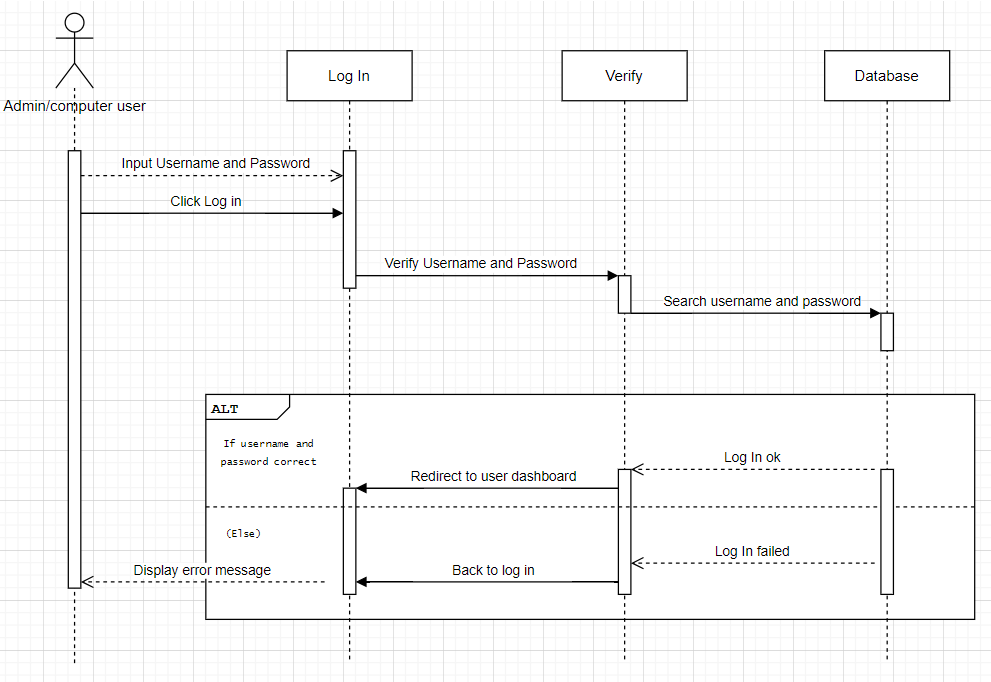 Log In
Verify
Database
Admin/computer user
Input Username and Password
Click Log in
Verify Username and Password
Search username and password
ALT
If username and
password correct
Log In ok
Redirect to user dashboard
(Else)
Log In failed
Display error message
Back to log in